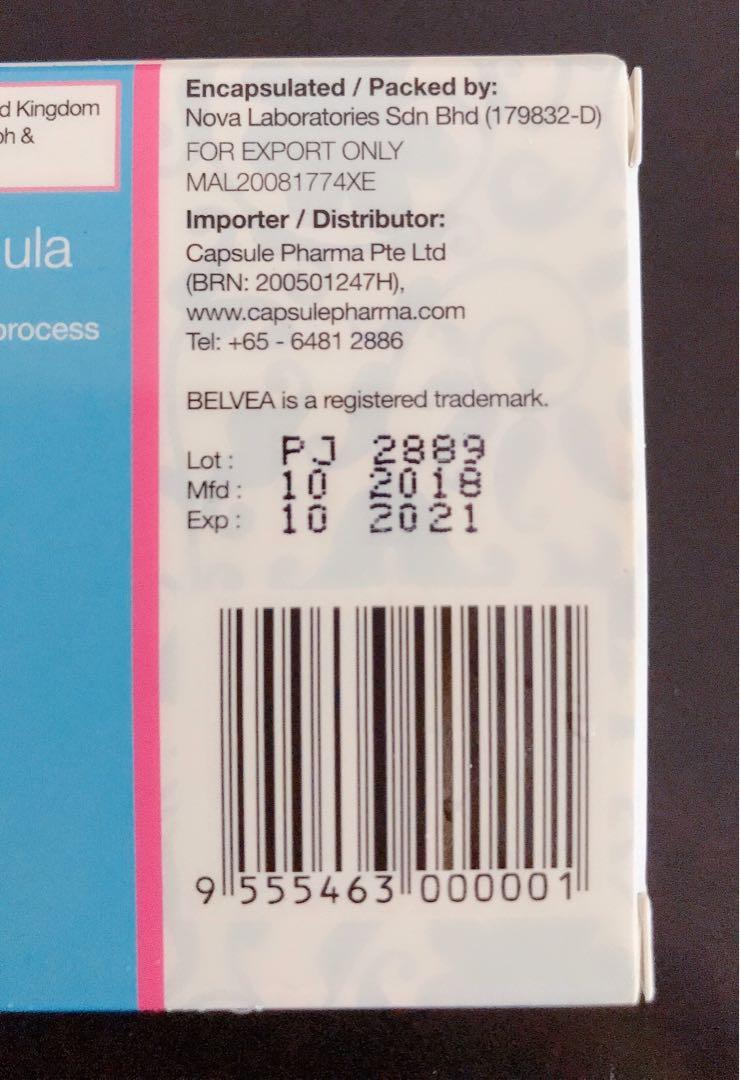 d Kingdom
ph &
ula
process
Encapsulated / Packed by:
Nova Laboratories Sdn Bhd (179832-D)
FOR EXPORT ONLY
MAL20081774XE
Importer / Distributor:
Capsule Pharma Pte Ltd
(BRN: 200501247H),
www.capsulepharma.com
Tel: +65 - 6481 2886
BELVEA is a registered trademark.
Lot : PJ 2889
Mfd : 10 2018
Exp : 10 2021
9 555463 000001